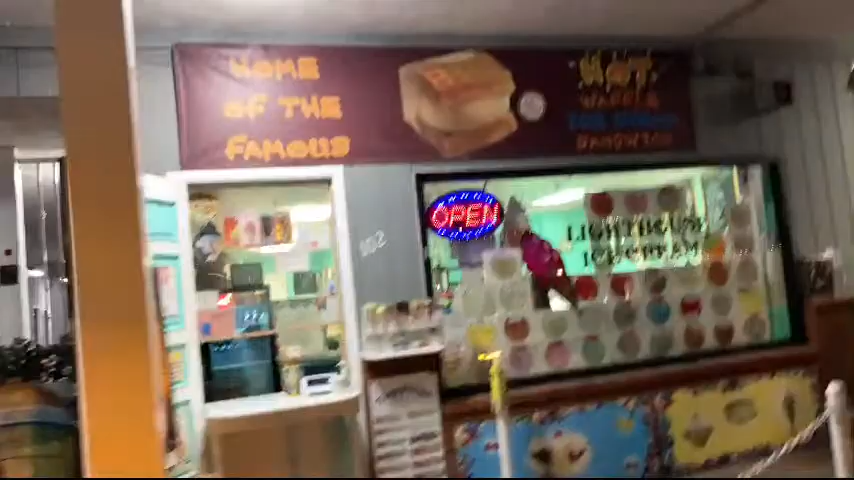 HOME
OF THE
FAMOUS
HOT
WAFFLE
ICE CREAM
SANDWICH
OPEN
102
LIGHTHOUSE
ICE CREAM